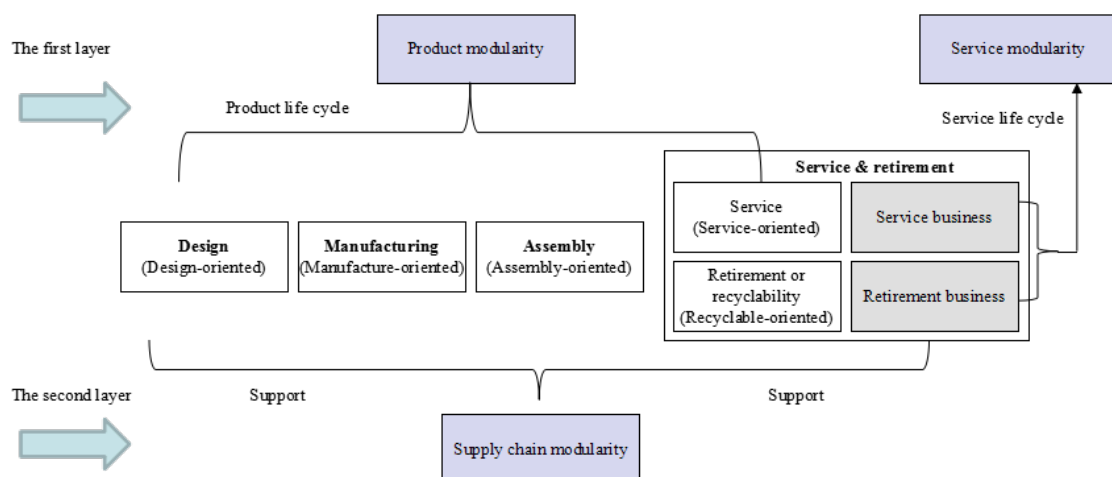 The first layer
Product modularity
Service modularity
Product life cycle
Service life cycle
Service & retirement
Design
(Design-oriented)
Manufacturing
(Manufacture-oriented)
Assembly
(Assembly-oriented)
Service
(Service-oriented)
Service business
Retirement or
recyclability
(Recyclable-oriented)
Retirement business
The second layer
Support
Support
Supply chain modularity